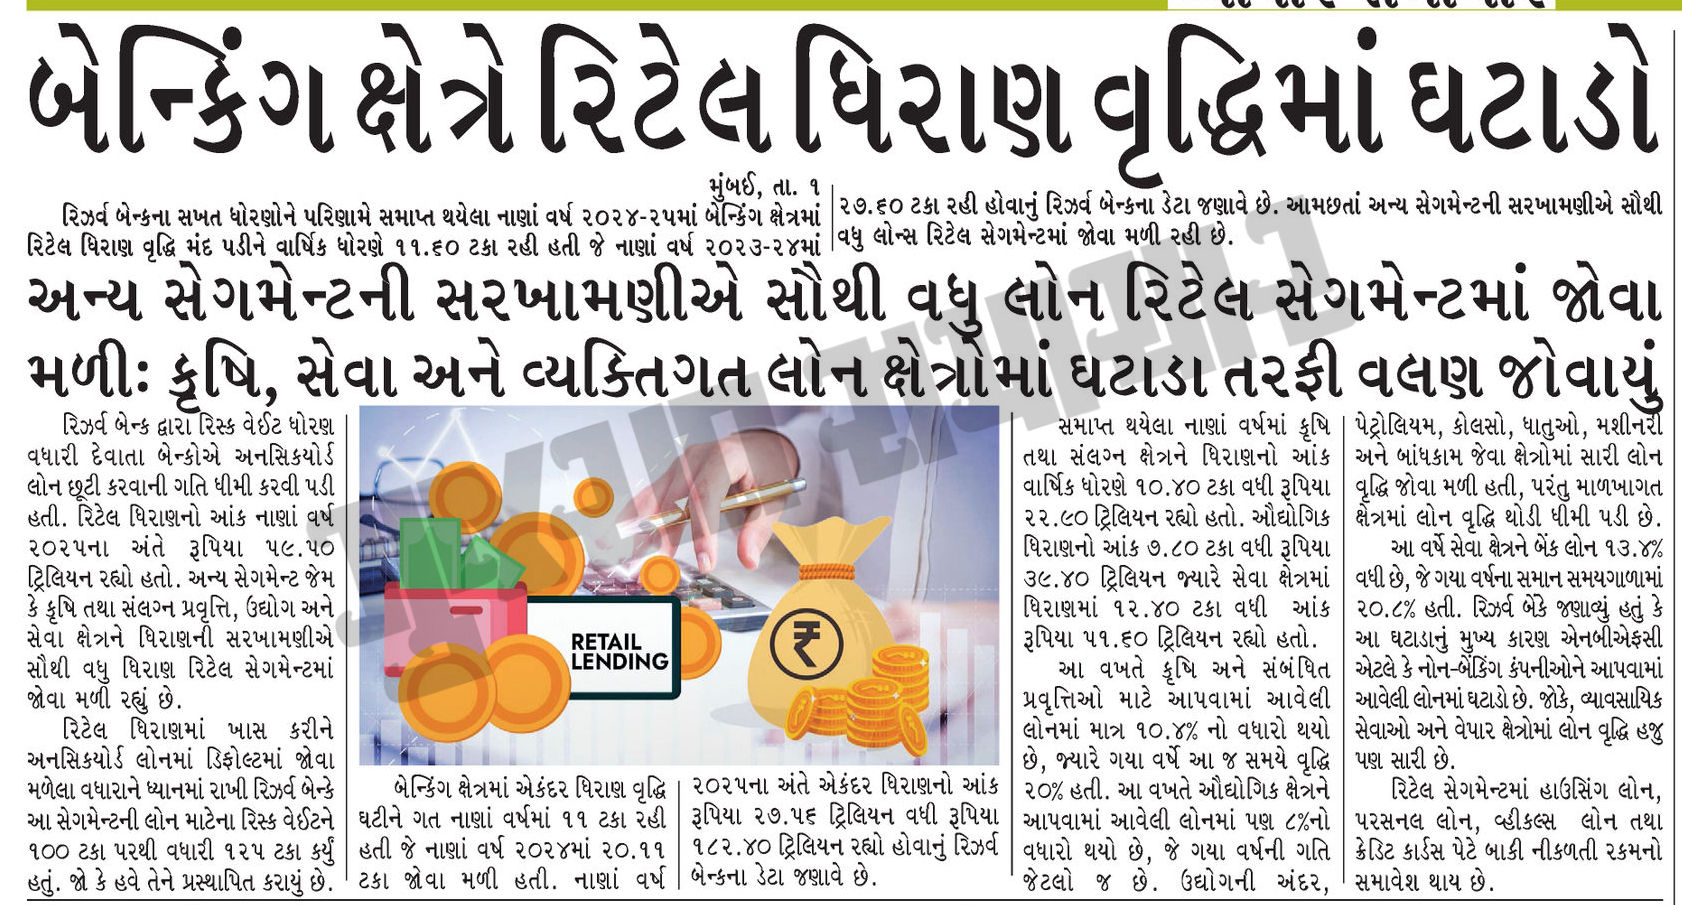 બેન્કિંગ ક્ષેત્રે રિટેલ ધિરાણ વૃદ્ધિમાં ઘટાડો
મુંબઈ, તા. ૧
રિઝર્વ બેન્કના સખત ધોરણોને પરિણામે સમાપ્ત થયેલા નાણાં વર્ષ ૨૦૨૪-૨૫માં બેન્કિંગ ક્ષેત્રમાં
રિટેલ ધિરાણ વૃદ્ધિ મંદ પડીને વાર્ષિક ધોરણે ૧૧.૬૦ ટકા રહી હતી જે નાણાં વર્ષ ૨૦૨૩-૨૪માં
૨૭.૬૦ ટકા રહી હોવાનું રિઝર્વ બેન્કના ડેટા જણાવે છે. આમછતાં અન્ય સેગમેન્ટની સરખામણીએ સૌથી
વધુ લોન્સ રિટેલ સેગમેન્ટમાં જોવા મળી રહી છે.
અન્ય સેગમેન્ટની સરખામણીએ સૌથી વધુ લોન રિટેલ સેગમેન્ટમાં જોવા
મળી: કૃષિ, સેવા અને વ્યક્તિગત લોન ક્ષેત્રોમાં ઘટાડા તરફી વલણ જોવાયું
રિઝર્વ બેન્ક દ્વારા રિસ્ક વેઈટ ધોરણ
વધારી દેવાતા બેન્કોએ અનસિકયોર્ડ
લોન છૂટી કરવાની ગતિ ધીમી કરવી પડી
હતી. રિટેલ ધિરાણનો આંક નાણાં વર્ષ
૨૦૨૫ના અંતે રૂપિયા ૫૯.૫૦
ટ્રિલિયન રહ્યો હતો. અન્ય સેગમેન્ટ જેમ
કે કૃષિ તથા સંલગ્ન પ્રવૃત્તિ, ઉદ્યોગ અને
સેવા ક્ષેત્રને ધિરાણની સરખામણીએ
સૌથી વધુ ધિરાણ રિટેલ સેગમેન્ટમાં
જોવા મળી રહ્યું છે.
રિટેલ ધિરાણમાં ખાસ કરીને
અનસિકયોર્ડ લોનમાં ડિફોલ્ટમાં જોવા
મળેલા વધારાને ધ્યાનમાં રાખી રિઝર્વ બેન્કે
આ સેગમેન્ટની લોન માટેના રિસ્ક વેઈટને
૧૦૦ ટકા પરથી વધારી ૧૨૫ ટકા કર્યું
હતું. જો કે હવે તેને પ્રસ્થાપિત કરાયું છે.
RETAIL
LENDING
બેન્કિંગ ક્ષેત્રમાં એકંદર ધિરાણ વૃદ્ધિ
ઘટીને ગત નાણાં વર્ષમાં ૧૧ ટકા રહી
હતી જે નાણાં વર્ષ ૨૦૨૪માં ૨૦.૧૧
ટકા જોવા મળી હતી. નાણાં વર્ષ
૨૦૨૫ના અંતે એકંદર ધિરાણનો આંક
રૂપિયા ૨૭.૫૬ ટ્રિલિયન વધી રૂપિયા
૧૮૨.૪૦ ટ્રિલિયન રહ્યો હોવાનું રિઝર્વ
બેન્કના ડેટા જણાવે છે.
સમાપ્ત થયેલા નાણાં વર્ષમાં કૃષિ
તથા સંલગ્ન ક્ષેત્રને ધિરાણનો આંક
વાર્ષિક ધોરણે ૧૦.૪૦ ટકા વધી રૂપિયા
૨૨.૯૦ ટ્રિલિયન રહ્યો હતો. ઔદ્યોગિક
ધિરાણનો આંક ૭.૮૦ ટકા વધી રૂપિયા
૩૯.૪૦ ટ્રિલિયન જ્યારે સેવા ક્ષેત્રમાં
ધિરાણમાં ૧૨.૪૦ ટકા વધી આંક
રૂપિયા ૫૧.૬૦ ટ્રિલિયન રહ્યો હતો.
આ વખતે કૃષિ અને સંબંધિત
પ્રવૃત્તિઓ માટે આપવામાં આવેલી
લોનમાં માત્ર ૧૦.૪% નો વધારો થયો
છે, જ્યારે ગયા વર્ષે આ જ સમયે વૃદ્ધિ
૨૦% હતી. આ વખતે ઔદ્યોગિક ક્ષેત્રને
આપવામાં આવેલી લોનમાં પણ ૮%નો
વધારો થયો છે, જે ગયા વર્ષની ગતિ
જેટલો જ છે. ઉદ્યોગની અંદર,
પેટ્રોલિયમ, કોલસો, ધાતુઓ, મશીનરી
અને બાંધકામ જેવા ક્ષેત્રોમાં સારી લોન
વૃદ્ધિ જોવા મળી હતી, પરંતુ માળખાગત
ક્ષેત્રમાં લોન વૃદ્ધિ થોડી ધીમી પડી છે.
આ વર્ષે સેવા ક્ષેત્રને બેંક લોન ૧૩.૪%
વધી છે, જે ગયા વર્ષના સમાન સમયગાળામાં
૨૦.૮% હતી. રિઝર્વ બેંકે જણાવ્યું હતું કે
આ ઘટાડાનું મુખ્ય કારણ એનબીએફસી
એટલે કે નોન-બેંકિંગ કંપનીઓને આપવામાં
આવેલી લોનમાં ઘટાડો છે. જોકે, વ્યાવસાયિક
સેવાઓ અને વેપાર ક્ષેત્રોમાં લોન વૃદ્ધિ હજુ
પણ સારી છે.
રિટેલ સેગમેન્ટમાં હાઉસિંગ લોન,
પરસનલ લોન, વ્હીકલ્સ લોન તથા
ક્રેડિટ કાર્ડસ પેટે બાકી નીકળતી રકમનો
સમાવેશ થાય છે.